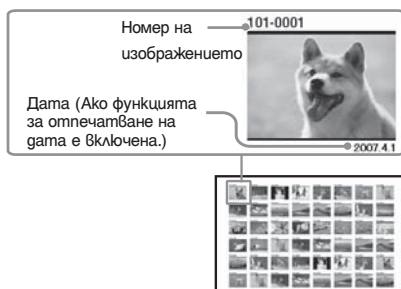 Номер на
изображението
101-0001
Дата (Ако функцията
за отпечатване на
дата е включена.)
2007.4.1